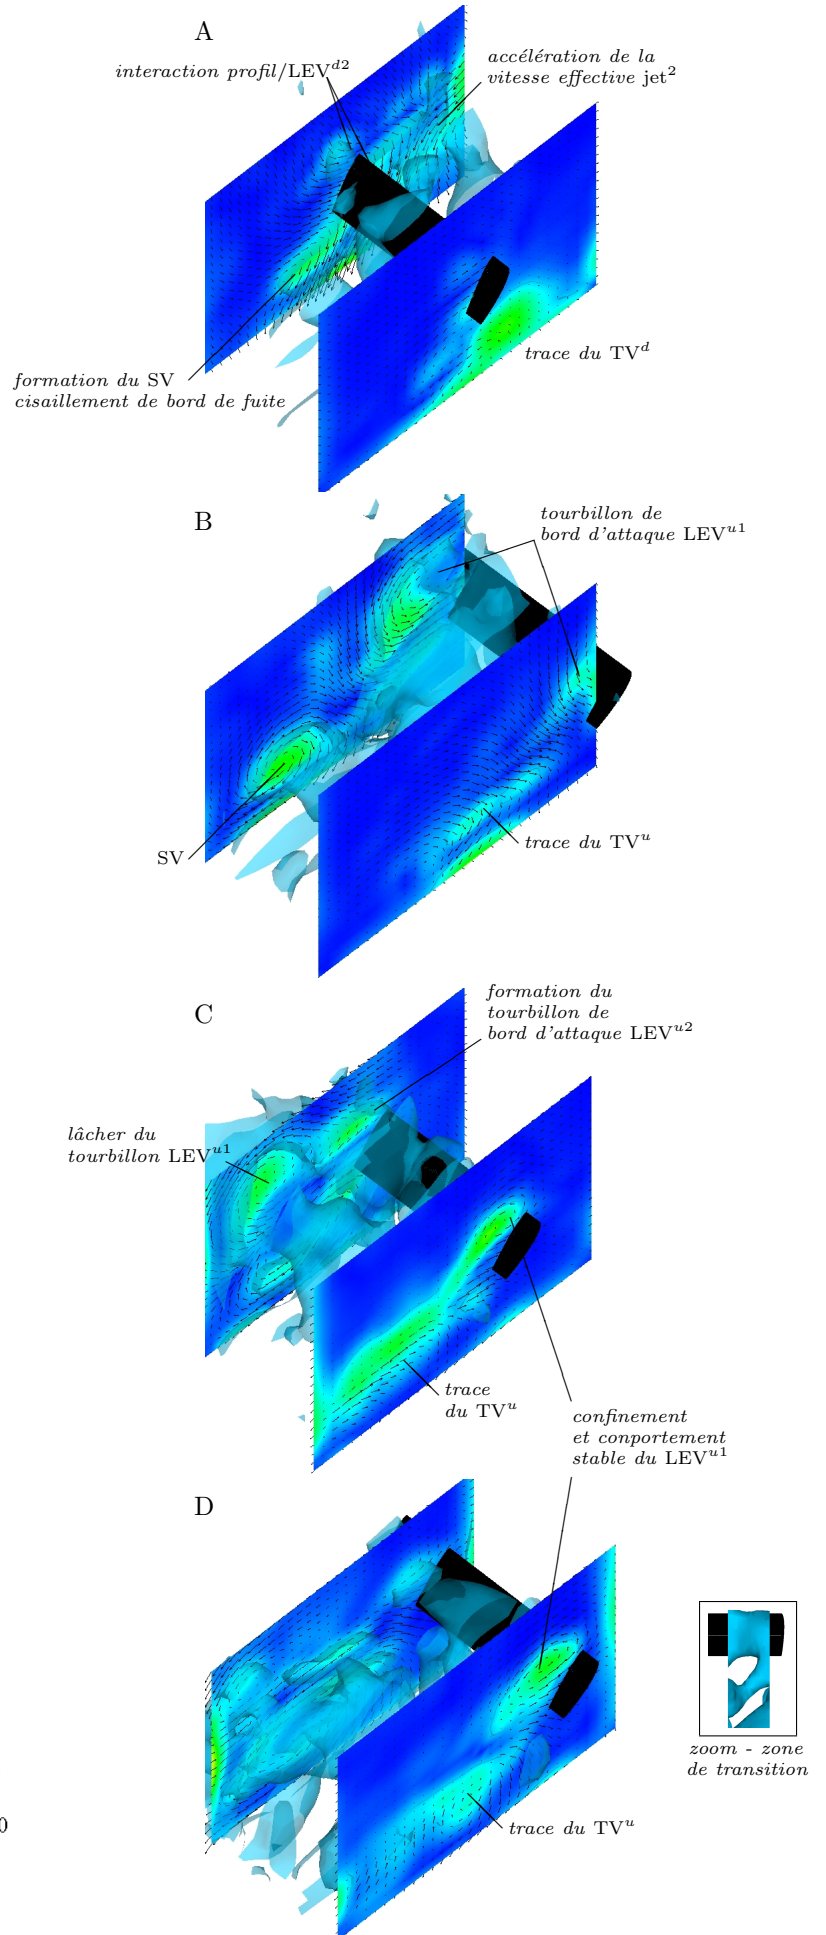 A
interaction profil/LEV^{d2}
accélération de la
vitesse effective jet²
trace du TV^{d}
formation du SV
cisaillement de bord de fuite
B
tourbillon de
bord d'attaque LEV^{u1}
SV
trace du TV^{u}
C
formation du
tourbillon de
bord d'attaque LEV^{u2}
lâcher du
tourbillon LEV^{u1}
trace
du TV^{u}
confinement
et conportement
stable du LEV^{u1}
D
zoom - zone
de transition
trace du TV^{u}
0